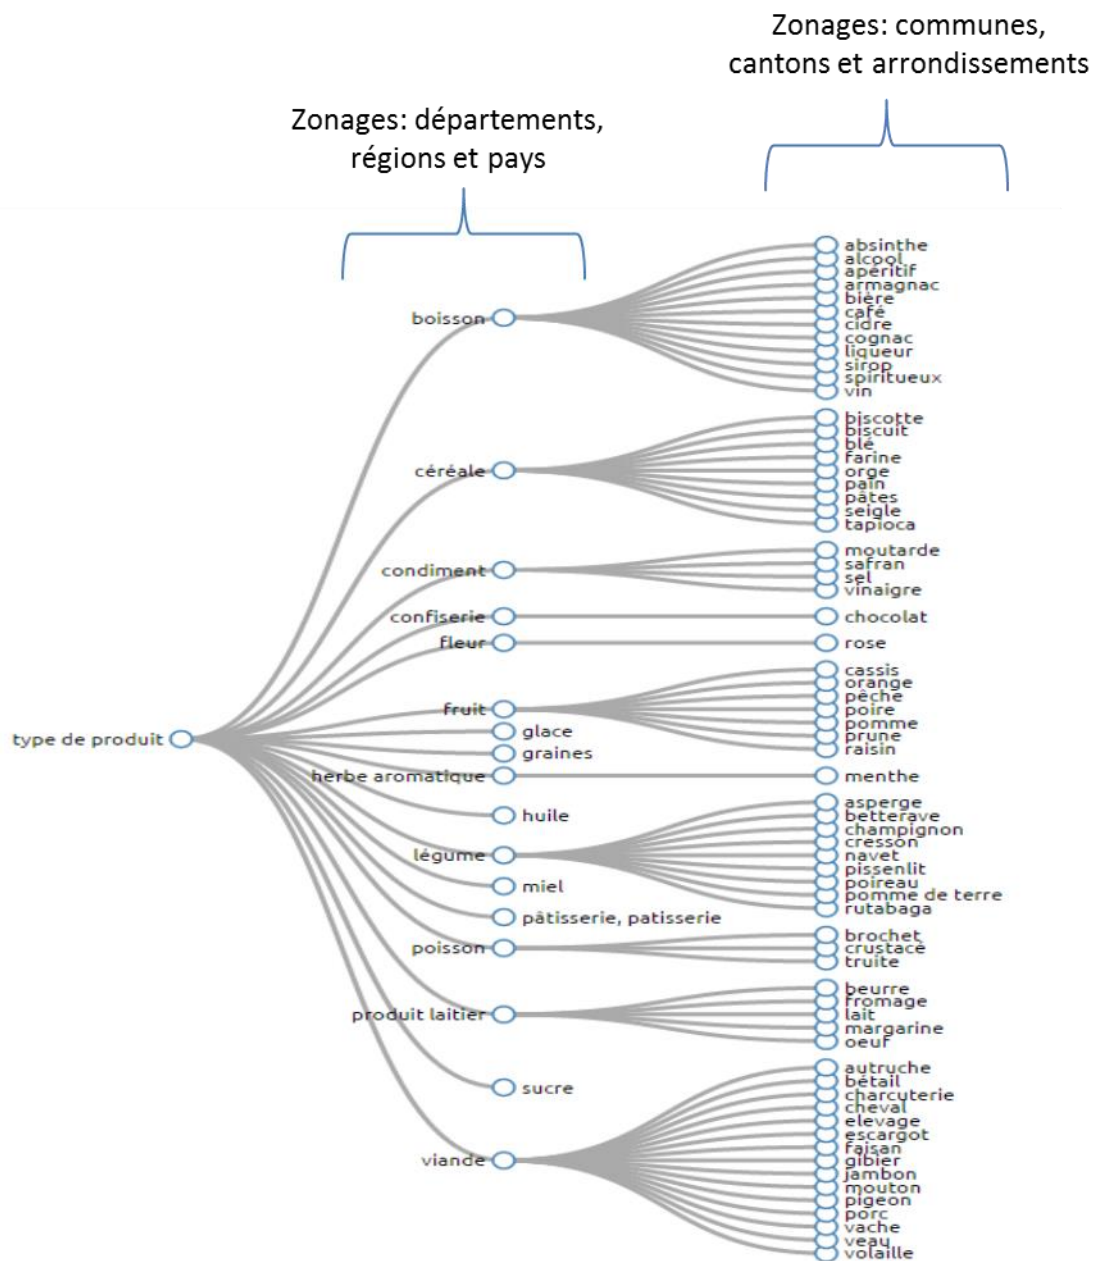 Zonages: communes,
cantons et arrondissements
Zonages: départements,
régions et pays
type de produit
boisson
absinthe
alcool
apéritif
armagnac
bière
café
cidre
cognac
liqueur
sirop
spiritueux
vin
céréale
biscotte
biscuit
blé
farine
orge
pain
pâtes
seigle
tapioca
condiment
moutarde
safran
sel
vinaigre
confiserie
chocolat
fleur
rose
fruit
cassis
orange
pêche
poire
pomme
prune
raisin
glace
graines
herbe aromatique
menthe
huile
légume
asperge
betterave
champignon
cresson
navet
pissenlit
poireau
pomme de terre
rutabaga
miel
pâtisserie, patisserie
poisson
brochet
crustacé
truite
produit laitier
beurre
fromage
lait
margarine
oeuf
sucre
viande
autruche
bétail
charcuterie
cheval
elevage
escargot
faisan
gibier
jambon
mouton
pigeon
porc
vache
veau
volaille